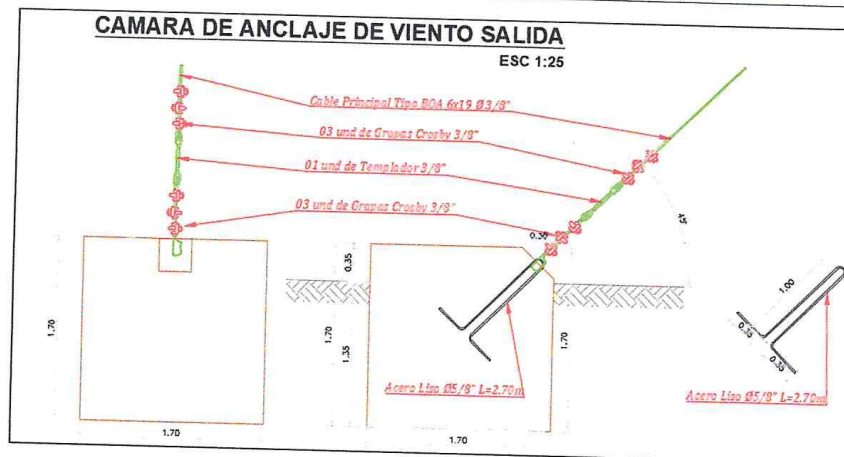 CAMARA DE ANCLAJE DE VIENTO SALIDA
ESC 1:25
Cable Principal Tipo BOA 6x19 Ø3/8"
03 und de Grapas Crosby 3/8"
01 und de Templador 3/8"
03 und de Grapas Crosby 3/8"
45
0.30
0.35
1.70
1.70
1.35
1.70
1.00
0.35
0.35
Acero Liso Ø5/8" L=2.70m
Acero Liso Ø5/8" L=2.70m
1.70
1.70